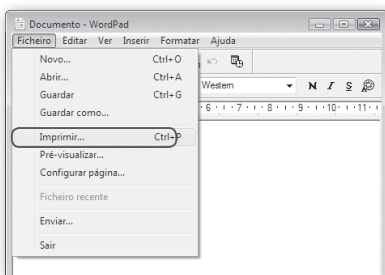 Documento - WordPad
Ficheiro Editar Ver Inserir Formatar Ajuda
Novo... Ctrl+O
Abrir... Ctrl+A
Guardar Ctrl+G
Guardar como...
Imprimir... Ctrl+P
Pré-visualizar...
Configurar página...
Ficheiro recente
Enviar...
Sair
Western
N I S
6 7 8 9 10 11